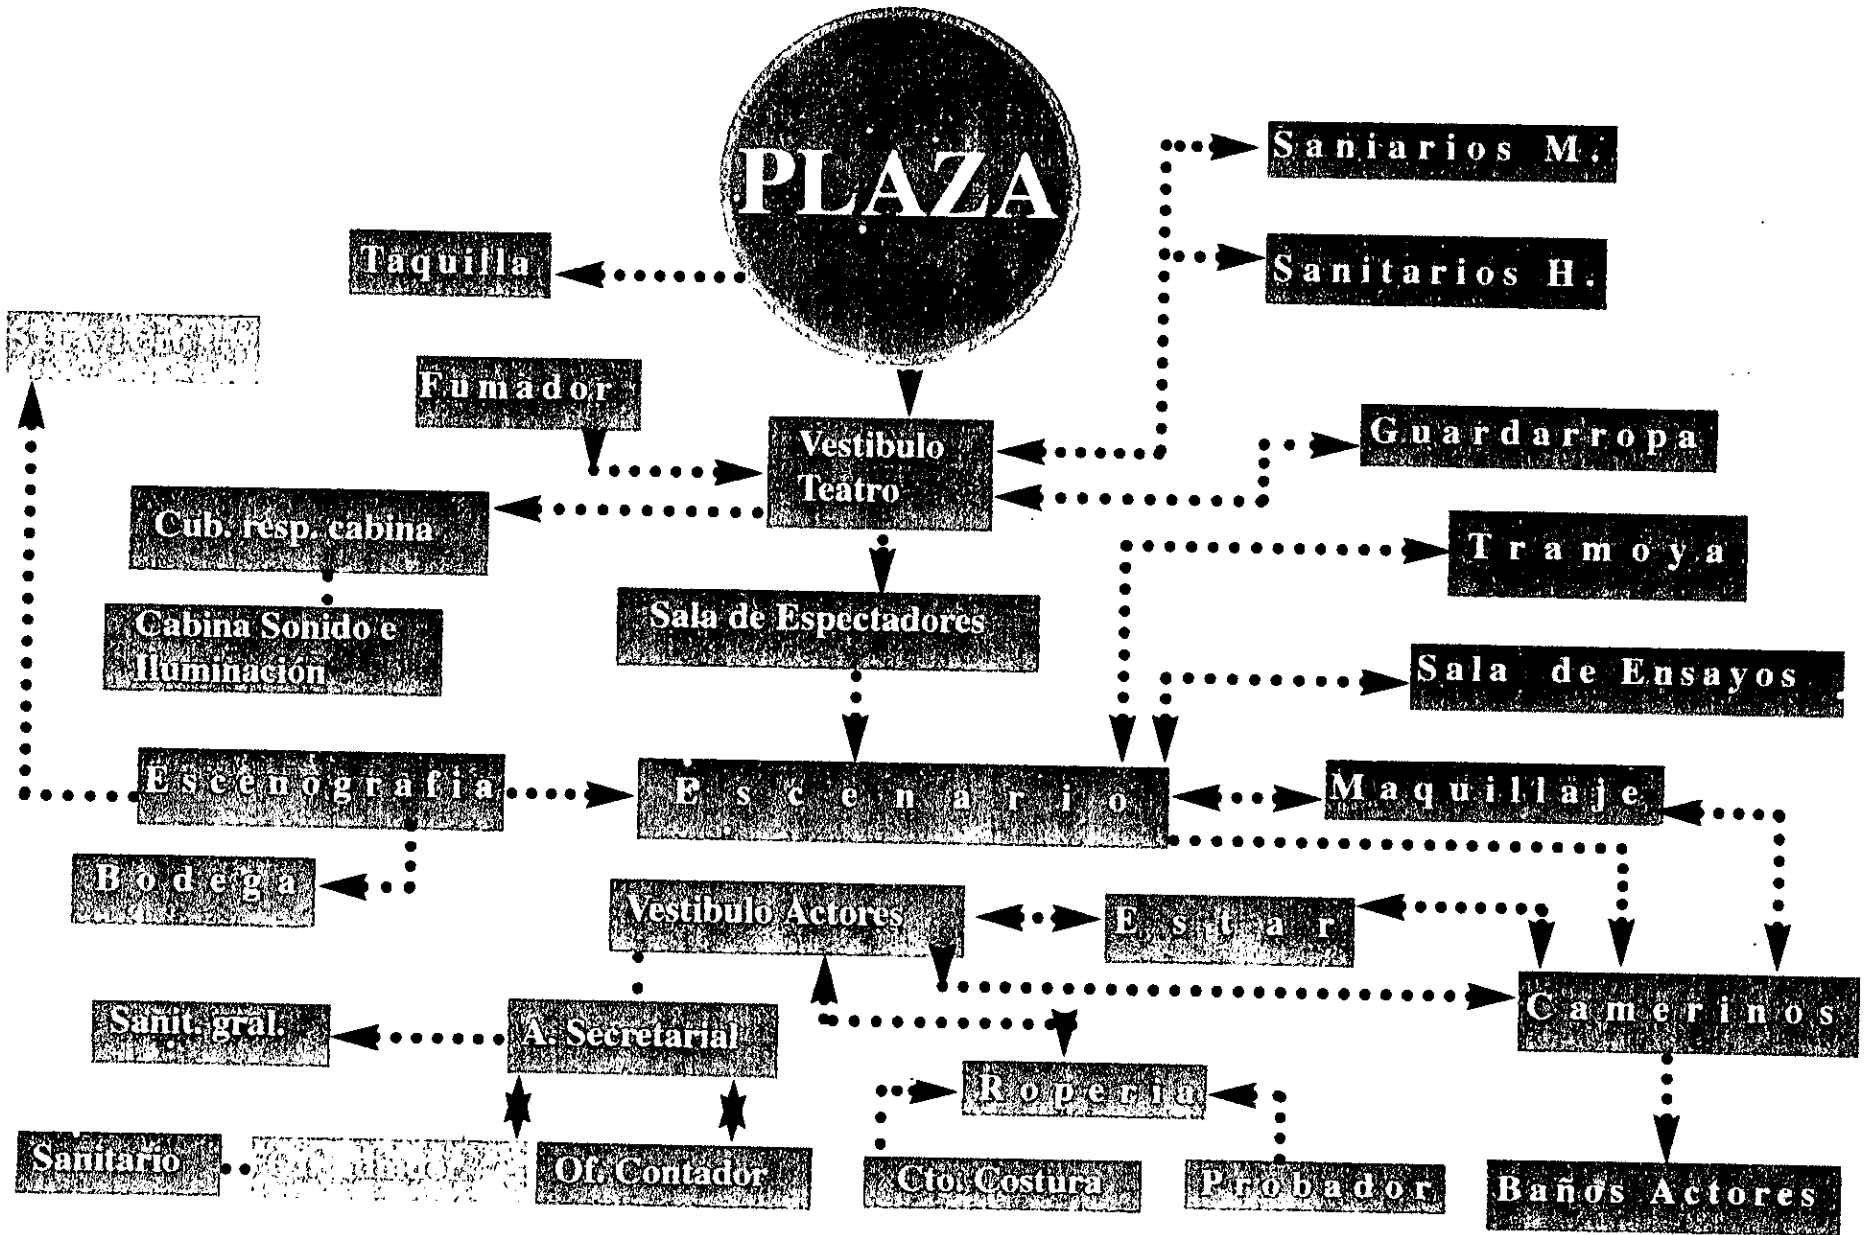 PLAZA
Saniarios M.
Taquilla
Sanitarios H.
Fumador
Guardarropa
Vestibulo
Teatro
Cub. resp. cabina
Tramoya
Cabina Sonido e
Iluminación
Sala de Espectadores
Sala de Ensayos
Escenografia
Escenario
Maquillaje
Bodega
Vestibulo Actores
Estar
Sanit. gral.
A. Secretarial
Camerinos
Roperia
Sanitario
Of. Contador
Cto. Costura
Probador
Baños Actores